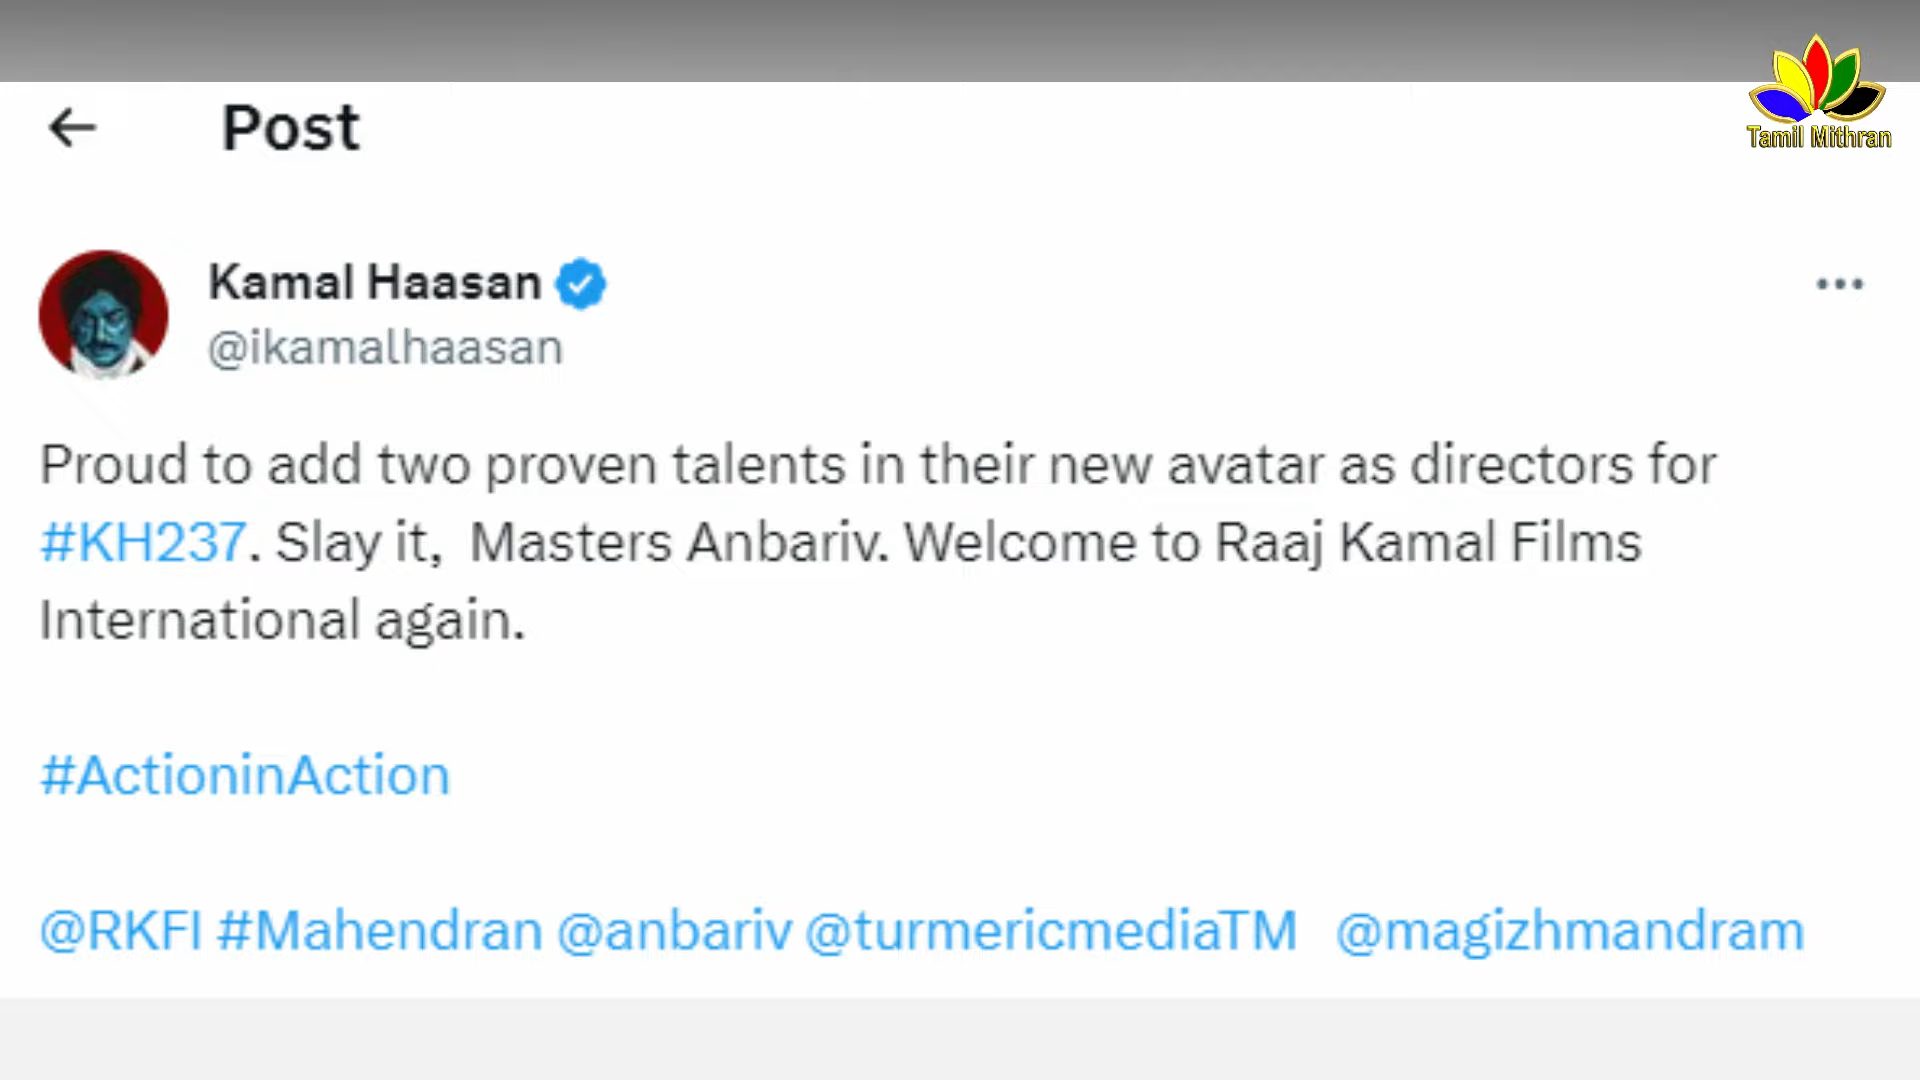 Post
Tamil Mithran
Kamal Haasan
@ikamalhaasan
Proud to add two proven talents in their new avatar as directors for
#KH237. Slay it,  Masters Anbariv. Welcome to Raaj Kamal Films
International again.
#ActioninAction
@RKFI #Mahendran @anbariv @turmericmediaTM @magizhmandram